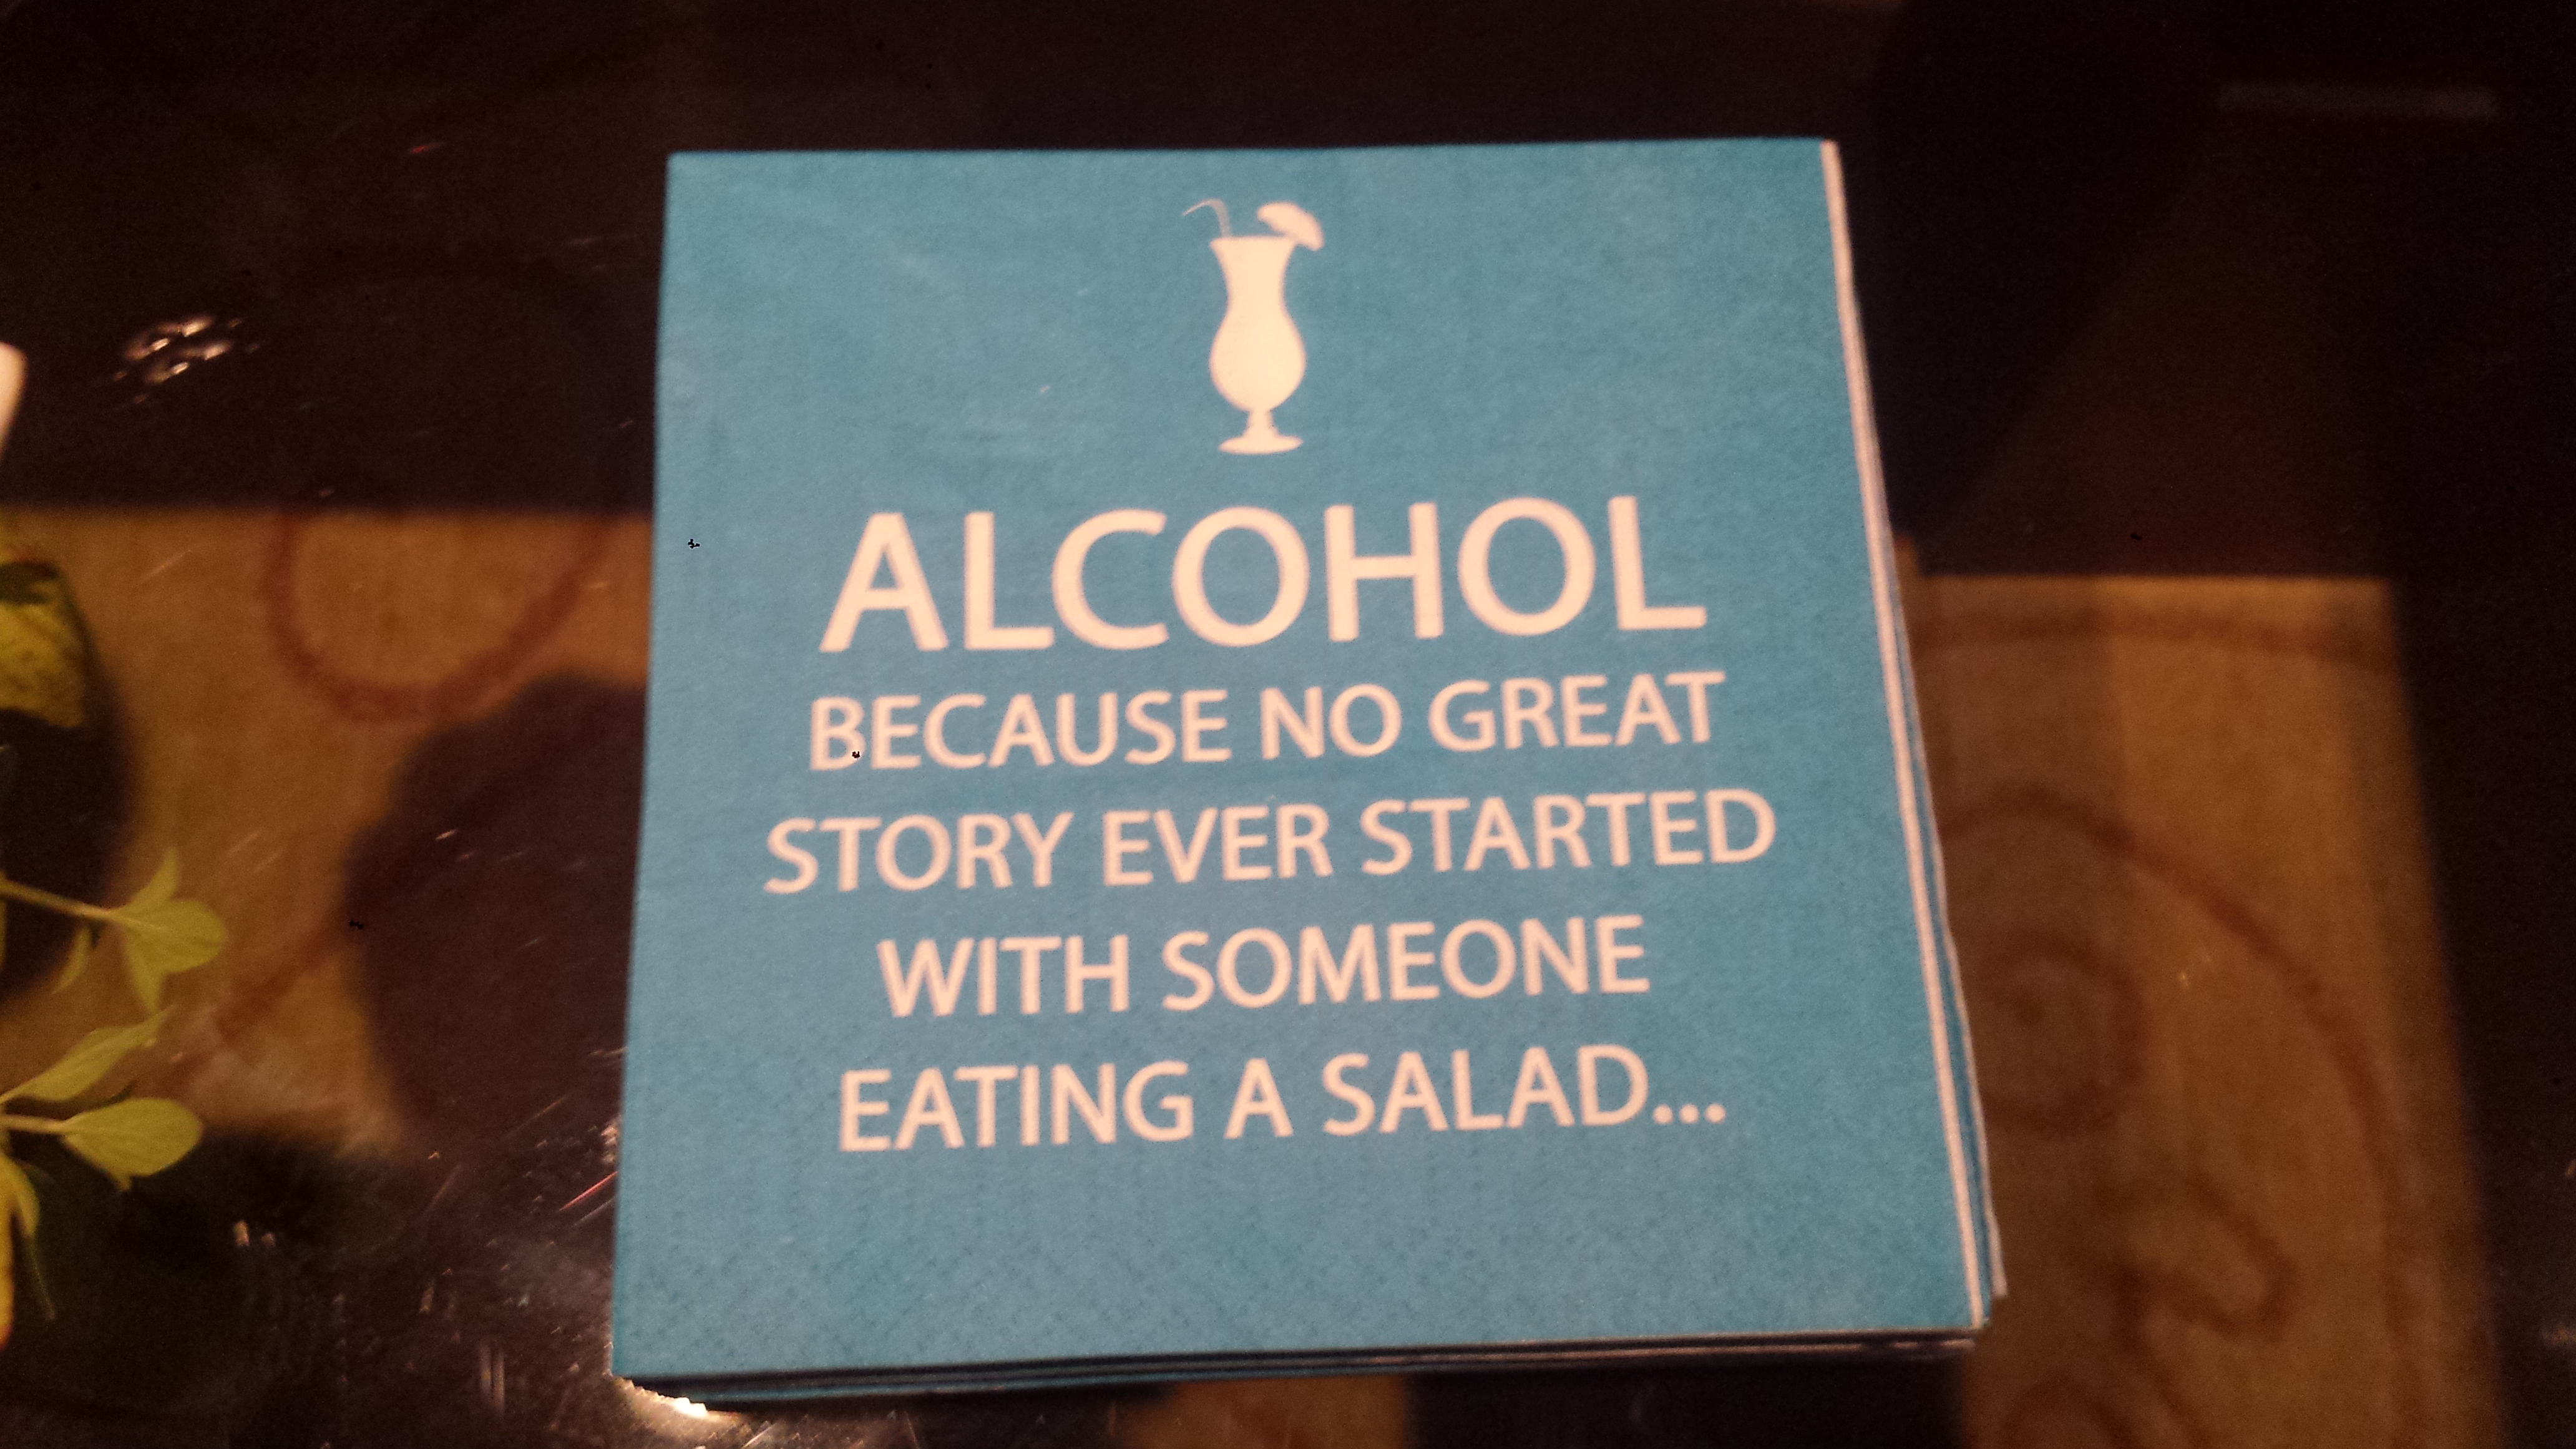 ALCOHOL
BECAUSE NO GREAT
STORY EVER STARTED
WITH SOMEONE
EATING A SALAD...